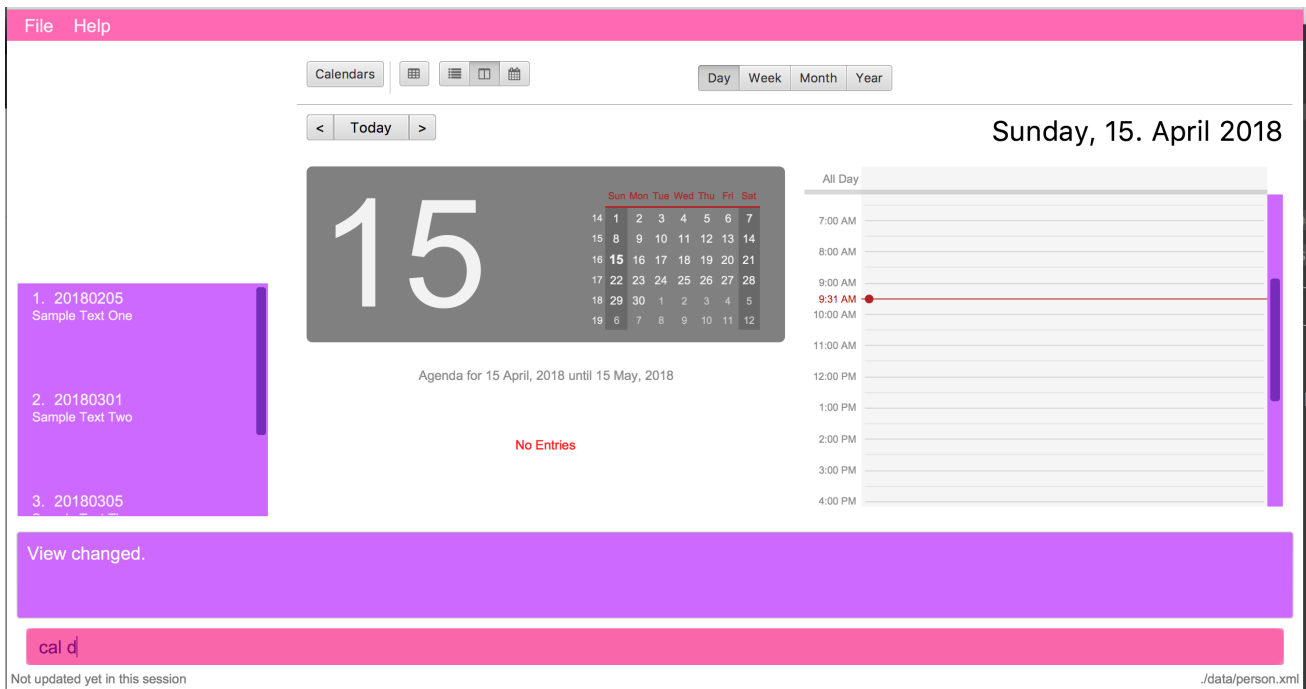 File Help
Calendars Day Week Month Year
< Today >
Sunday, 15. April 2018
15
Sun Mon Tue Wed Thu Fri Sat
14 1 2 3 4 5 6 7
15 8 9 10 11 12 13 14
16 15 16 17 18 19 20 21
17 22 23 24 25 26 27 28
18 29 30 1 2 3 4 5
19 6 7 8 9 10 11 12
Agenda for 15 April, 2018 until 15 May, 2018
No Entries
All Day
7:00 AM
8:00 AM
9:00 AM
9:31 AM
10:00 AM
11:00 AM
12:00 PM
1:00 PM
2:00 PM
3:00 PM
4:00 PM
1. 20180205
Sample Text One
2. 20180301
Sample Text Two
3. 20180305
View changed.
cal d
Not updated yet in this session
./data/person.xml